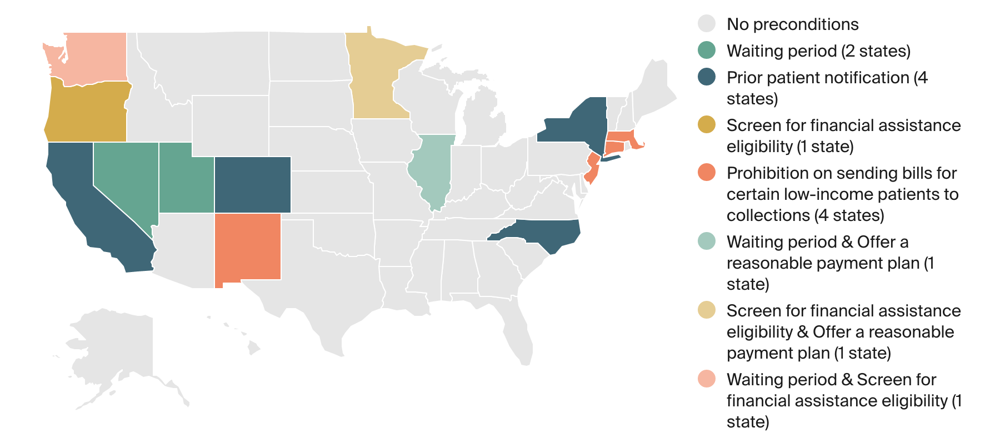 No preconditions
Waiting period (2 states)
Prior patient notification (4
states)
Screen for financial assistance
eligibility (1 state)
Prohibition on sending bills for
certain low-income patients to
collections (4 states)
Waiting period & Offer a
reasonable payment plan (1
state)
Screen for financial assistance
eligibility & Offer a reasonable
payment plan (1 state)
Waiting period & Screen for
financial assistance eligibility (1
state)